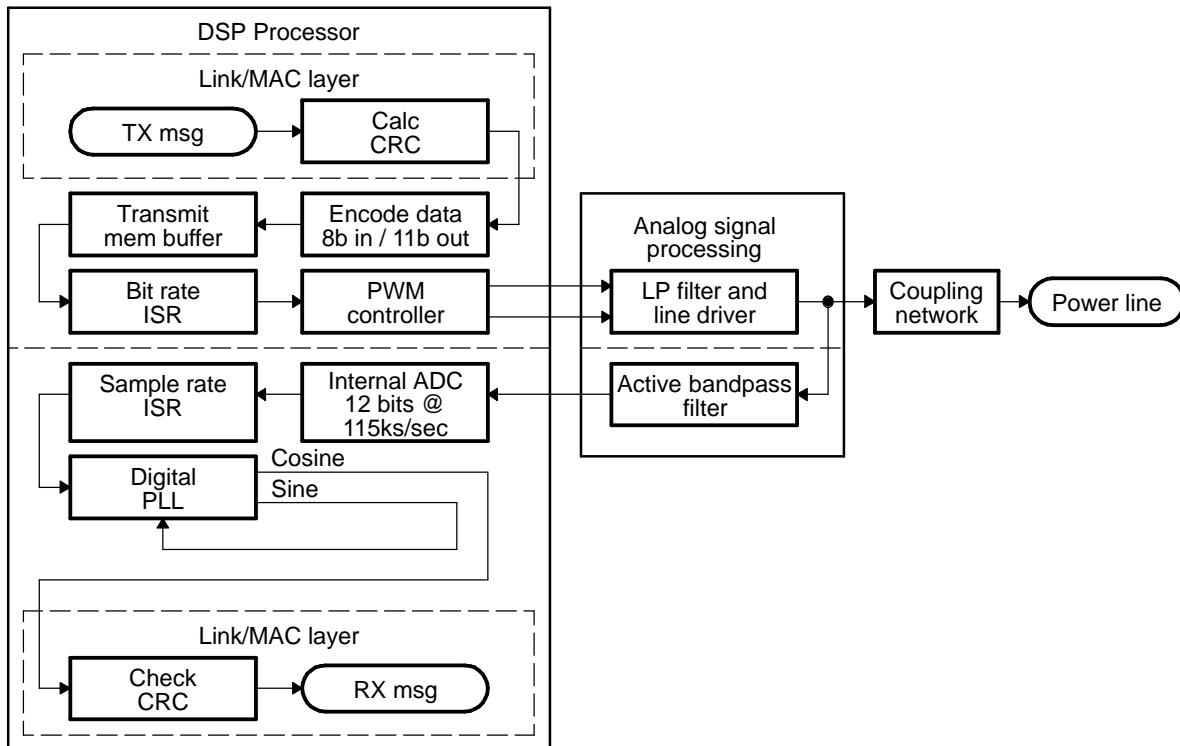 DSP Processor
Link/MAC layer
TX msg
Calc
CRC
Transmit
mem buffer
Encode data
8b in / 11b out
Bit rate
ISR
PWM
controller
Analog signal
processing
LP filter and
line driver
Coupling
network
Power line
Sample rate
ISR
Internal ADC
12 bits @
115ks/sec
Active bandpass
filter
Digital
PLL
Cosine
Sine
Link/MAC layer
Check
CRC
RX msg